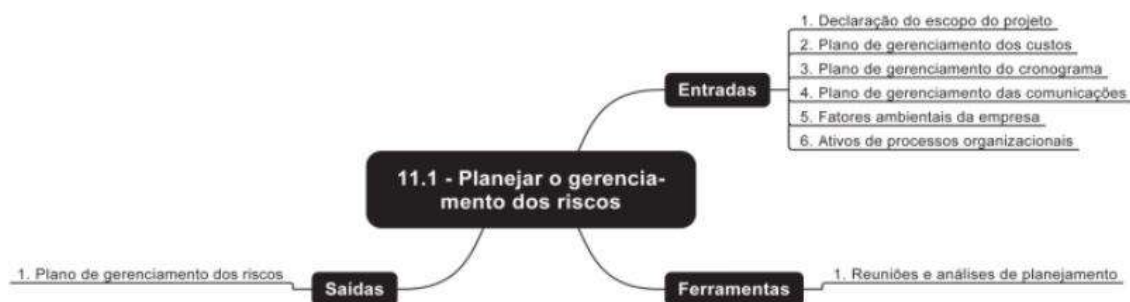 1. Declaração do escopo do projeto
2. Plano de gerenciamento dos custos
3. Plano de gerenciamento do cronograma
4. Plano de gerenciamento das comunicações
5. Fatores ambientais da empresa
6. Ativos de processos organizacionais
Entradas
11.1 - Planejar o gerencia-
mento dos riscos
1. Plano de gerenciamento dos riscos
Saídas
Ferramentas
1. Reuniões e análises de planejamento